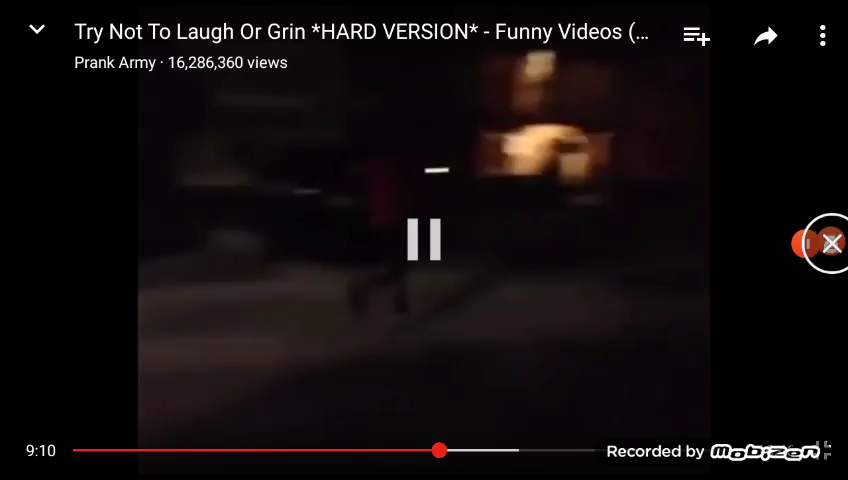 Try Not To Laugh Or Grin *HARD VERSION* - Funny Videos (...
Prank Army · 16,286,360 views
9:10
Recorded by mobizen